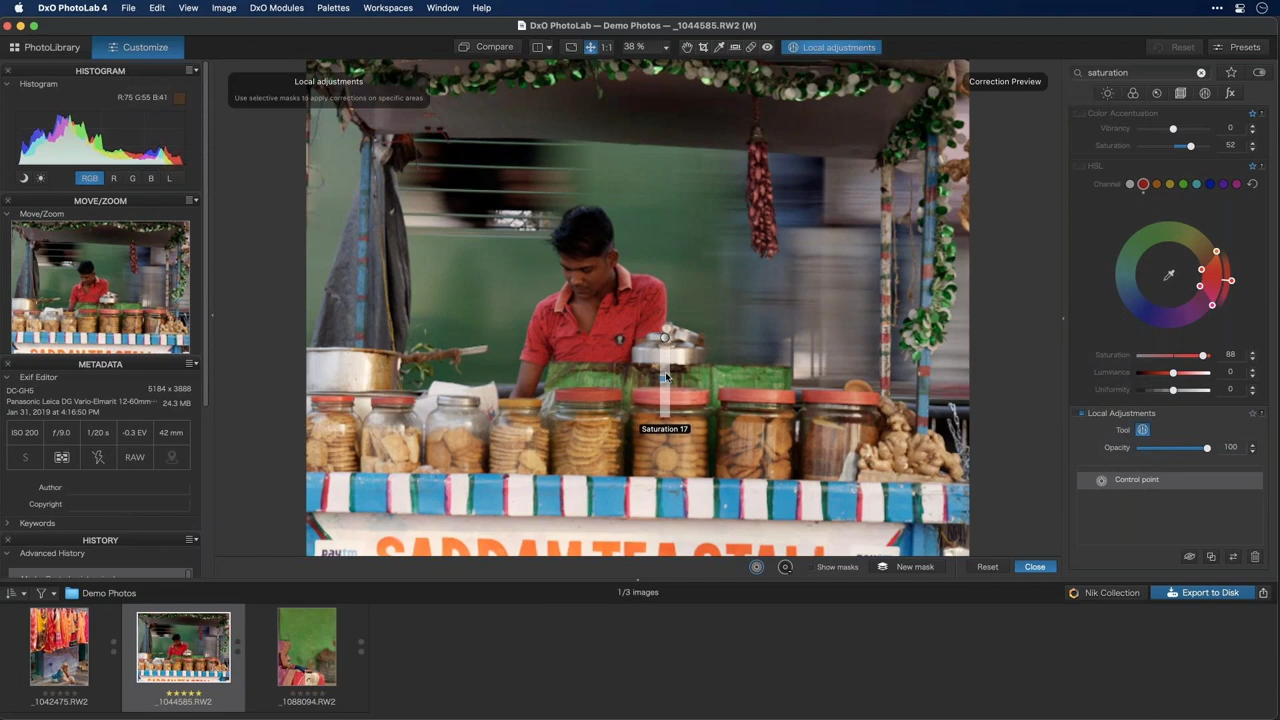 DxO PhotoLab 4 File Edit View Image DxO Modules Palettes Workspaces Window Help
DxO PhotoLab — Demo Photos — _1044585.RW2 (M)
PhotoLibrary Customize Compare 1:1 38 % Local adjustments Reset Presets
HISTOGRAM
Histogram
R:75 G:55 B:41
RGB R G B L
MOVE/ZOOM
Move/Zoom
METADATA
Exif Editor
DC-GH5 5184 x 3888
Panasonic Leica DG Vario-Elmarit 12-60mm··· 24.3 MB
Jan 31, 2019 at 4:16:50 PM
ISO 200 ƒ/9.0 1/20 s -0.3 EV 42 mm
S RAW
Author
Copyright
Keywords
HISTORY
Advanced History
Local adjustments
Use selective masks to apply corrections on specific areas
Correction Preview
Saturation 17
paytm SADDAM TEA STALL
Show masks New mask Reset Close
saturation
fx
Color Accentuation
Vibrancy 0
Saturation 52
HSL
Channel
Saturation 88
Luminance 0
Uniformity 0
Local Adjustments
Tool
Opacity 100
Control point
Demo Photos 1/3 images Nik Collection Export to Disk
_1042475.RW2 _1044585.RW2 _1088094.RW2